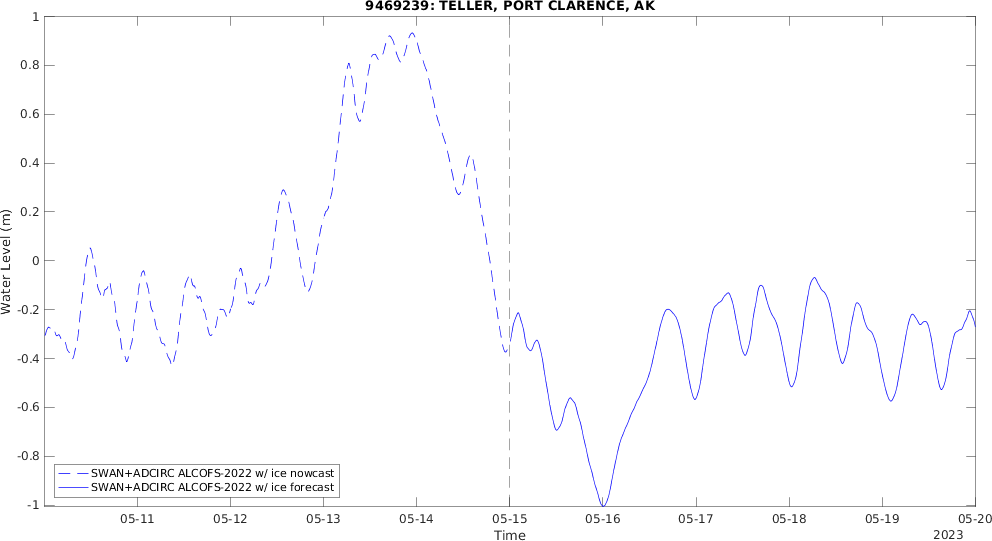 9469239: TELLER, PORT CLARENCE, AK
Water Level (m)
1
0.8
0.6
0.4
0.2
0
-0.2
-0.4
-0.6
-0.8
-1
SWAN+ADCIRC ALCOFS-2022 w/ ice nowcast
SWAN+ADCIRC ALCOFS-2022 w/ ice forecast
05-11 05-12 05-13 05-14 05-15 05-16 05-17 05-18 05-19 05-20
Time
2023